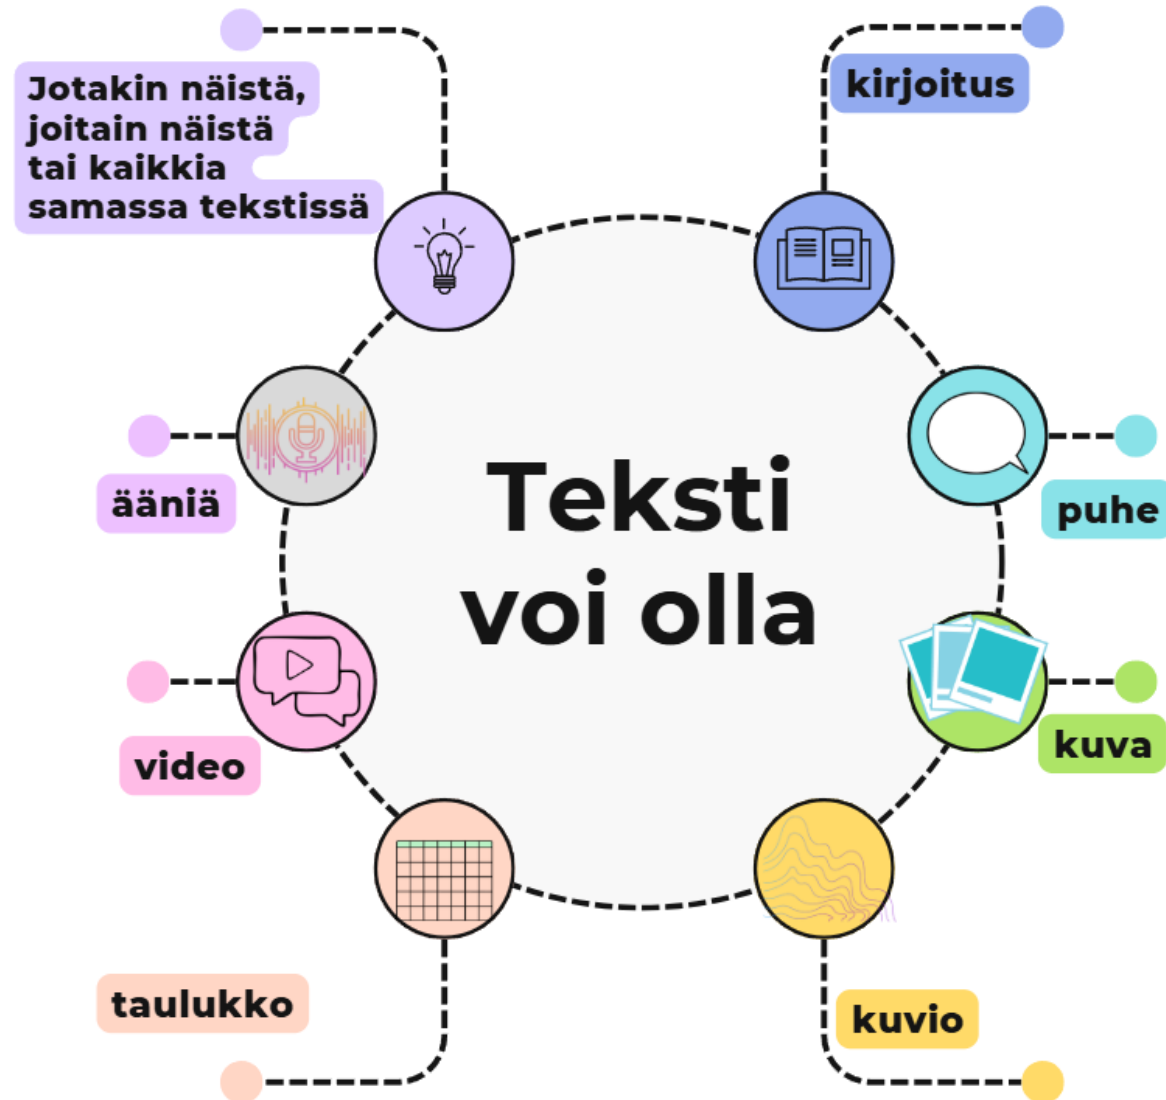 Teksti
voi olla
kirjoitus
puhe
kuva
kuvio
taulukko
video
ääniä
Jotakin näistä,
joitain näistä
tai kaikkia
samassa tekstissä